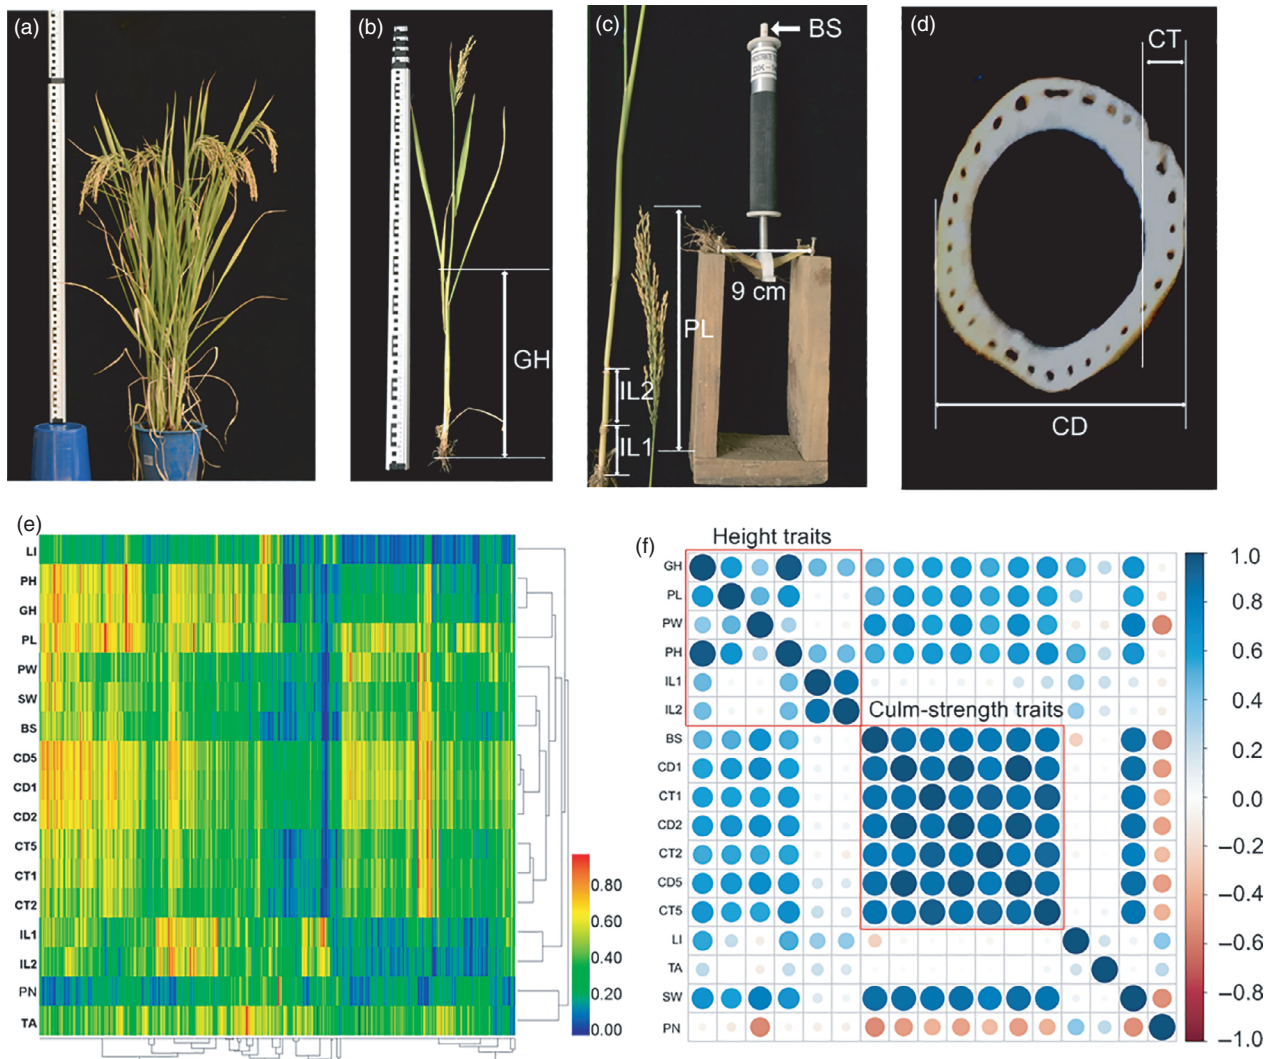 (a)
(b)
GH
(c)
BS
9 cm
PL
IL2
IL1
(d)
CT
CD
(e)
LI
PH
GH
PL
PW
SW
BS
CD5
CD1
CD2
CT5
CT1
CT2
IL1
IL2
PN
TA
0.80
0.60
0.40
0.20
0.00
(f)
Height traits
Culm-strength traits
GH
PL
PW
PH
IL1
IL2
BS
CD1
CT1
CD2
CT2
CD5
CT5
LI
TA
SW
PN
1.0
0.8
0.6
0.4
0.2
0.0
−0.2
−0.4
−0.6
−0.8
−1.0